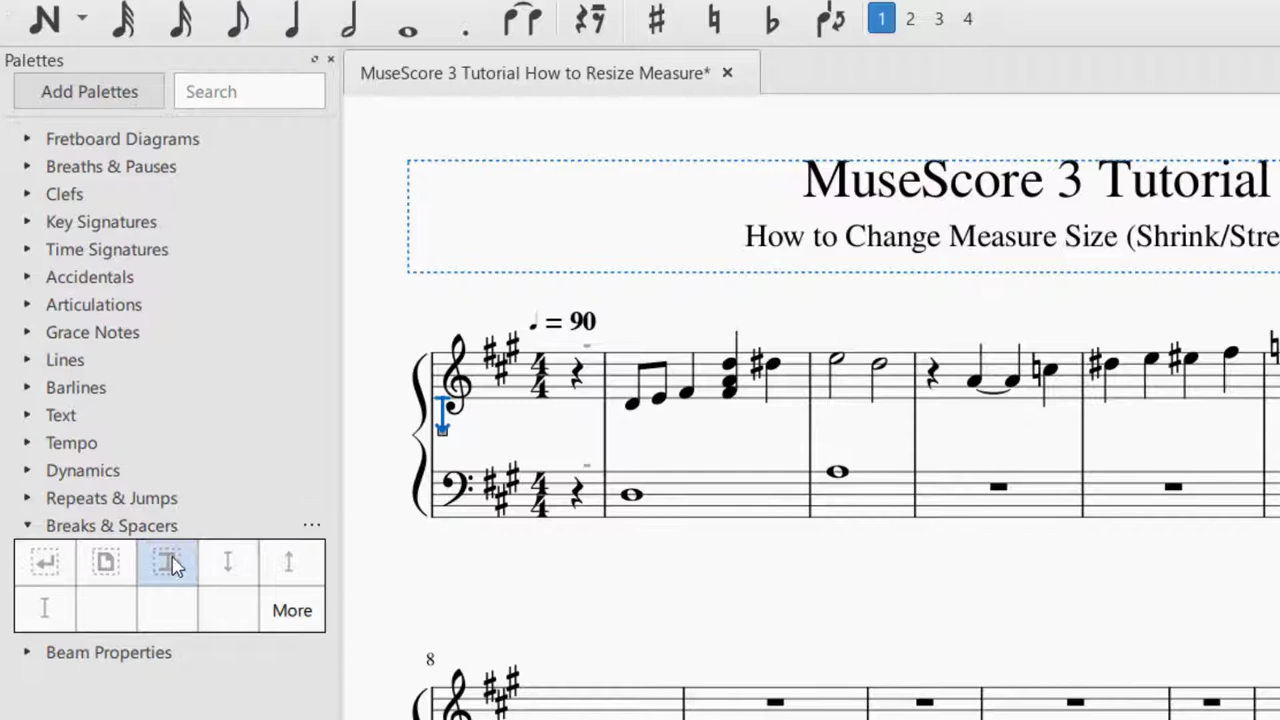 1 2 3 4
Palettes
Add Palettes
Search
Fretboard Diagrams
Breaths & Pauses
Clefs
Key Signatures
Time Signatures
Accidentals
Articulations
Grace Notes
Lines
Barlines
Text
Tempo
Dynamics
Repeats & Jumps
Breaks & Spacers
More
Beam Properties
MuseScore 3 Tutorial How to Resize Measure*
MuseScore 3 Tutorial
How to Change Measure Size (Shrink/Stre
= 90
8